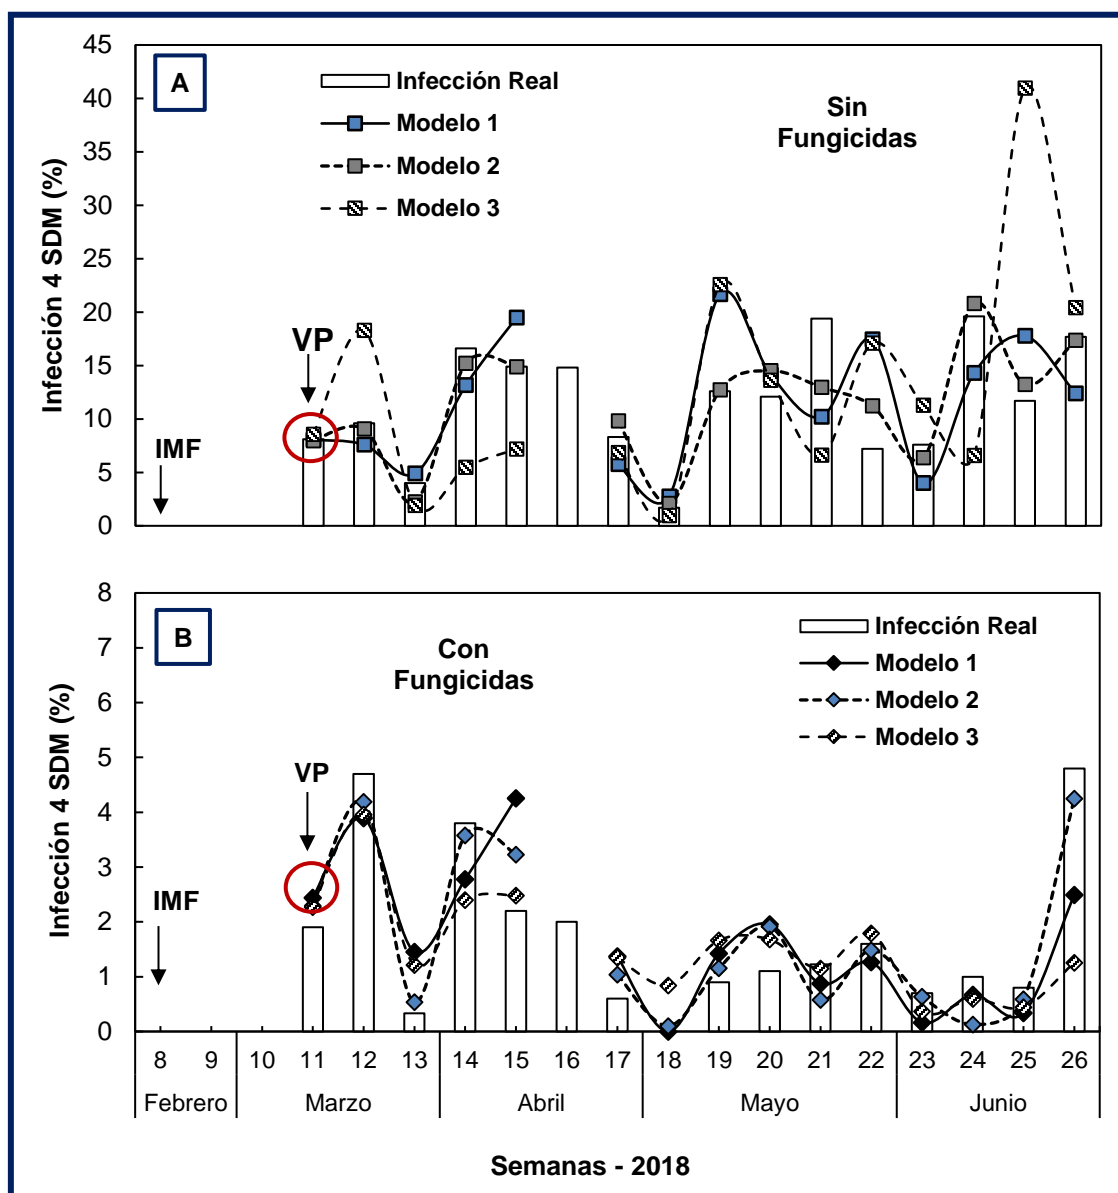 A
Infección Real
Modelo 1
Modelo 2
Modelo 3
Sin
Fungicidas
Infección 4 SDM (%)
45
40
35
30
25
20
15
10
5
0
VP
IMF
B
Con
Fungicidas
Infección Real
Modelo 1
Modelo 2
Modelo 3
Infección 4 SDM (%)
8
7
6
5
4
3
2
1
0
VP
IMF
8 9 10 11 12 13 14 15 16 17 18 19 20 21 22 23 24 25 26
Febrero Marzo Abril Mayo Junio
Semanas - 2018